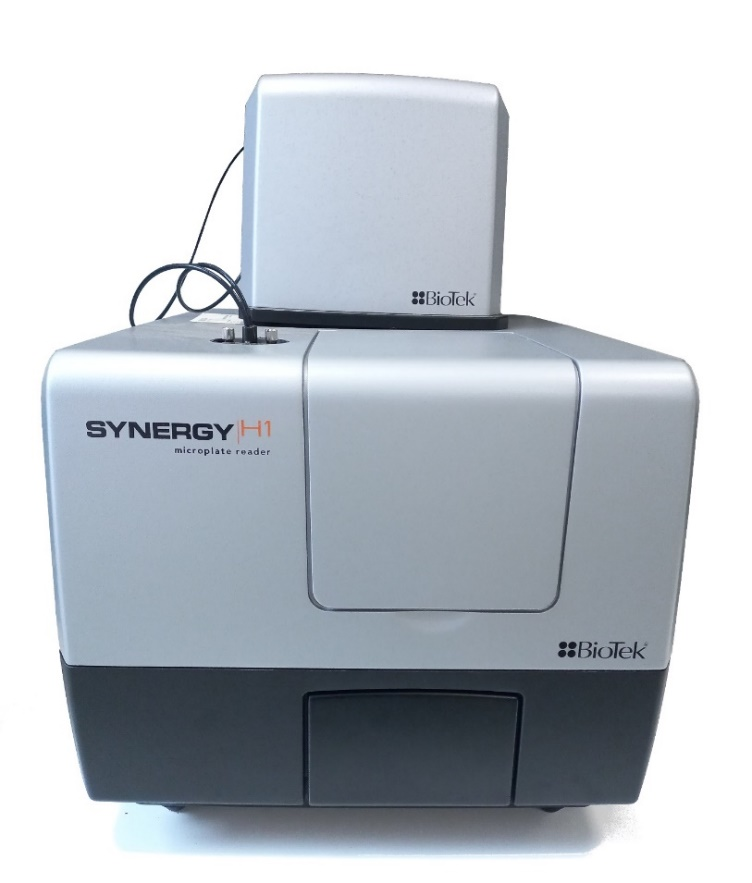 BioTek
SYNERGY H1
microplate reader
BioTek